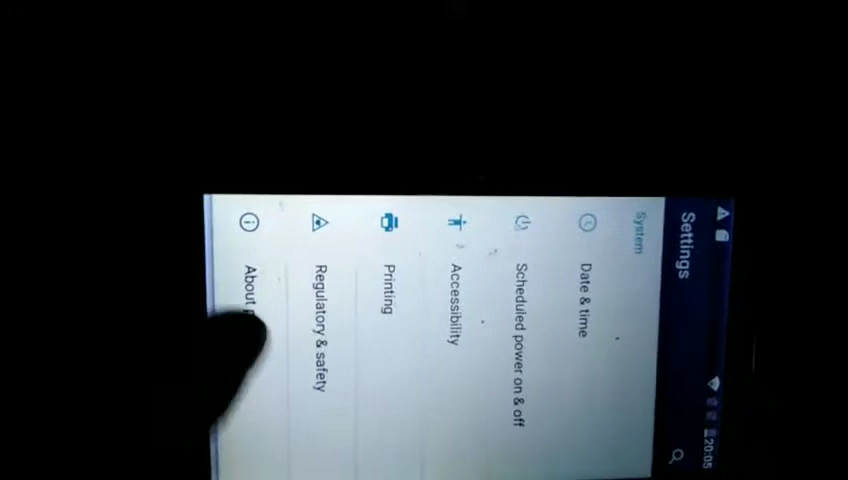 20:05
Settings
System
Date & time
Scheduled power on & off
Accessibility
Printing
Regulatory & safety
About